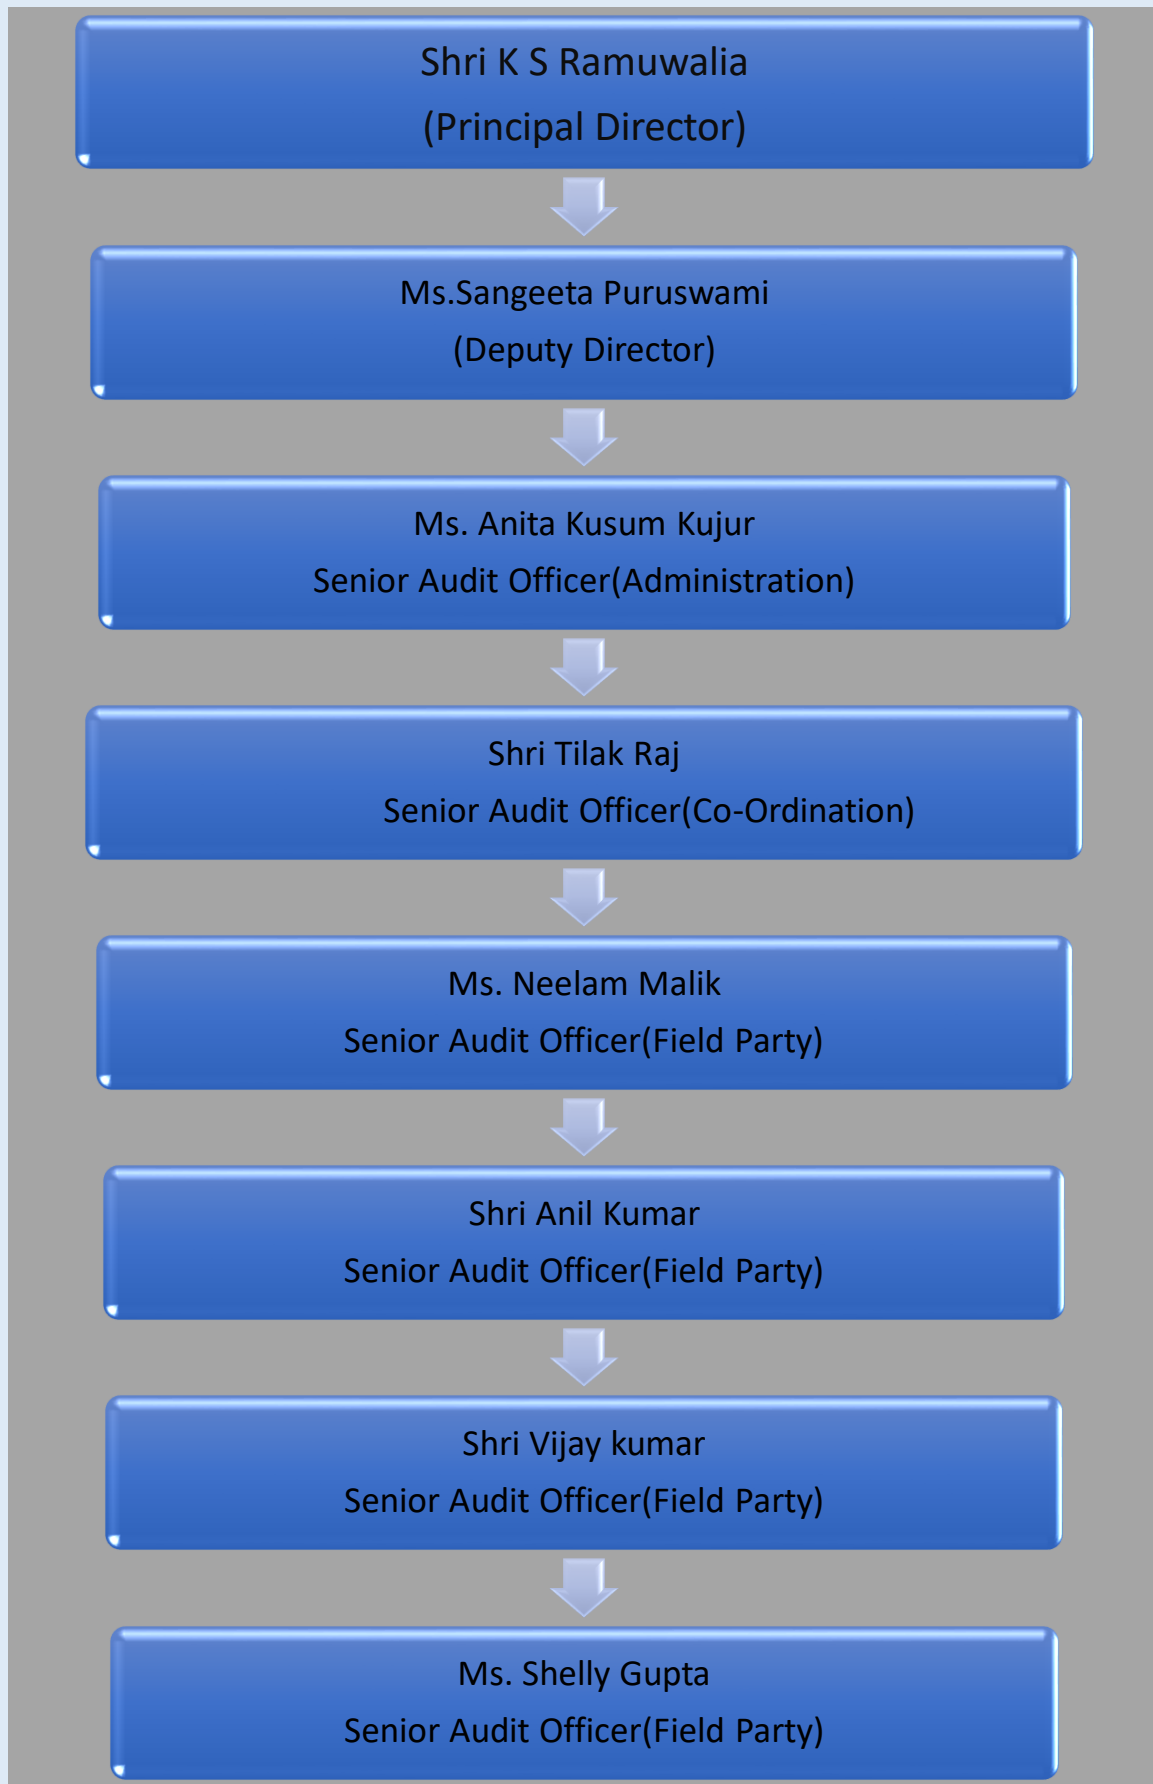 Shri K S Ramuwalia
(Principal Director)
Ms.Sangeeta Puruswami
(Deputy Director)
Ms. Anita Kusum Kujur
Senior Audit Officer(Administration)
Shri Tilak Raj
Senior Audit Officer(Co-Ordination)
Ms. Neelam Malik
Senior Audit Officer(Field Party)
Shri Anil Kumar
Senior Audit Officer(Field Party)
Shri Vijay kumar
Senior Audit Officer(Field Party)
Ms. Shelly Gupta
Senior Audit Officer(Field Party)